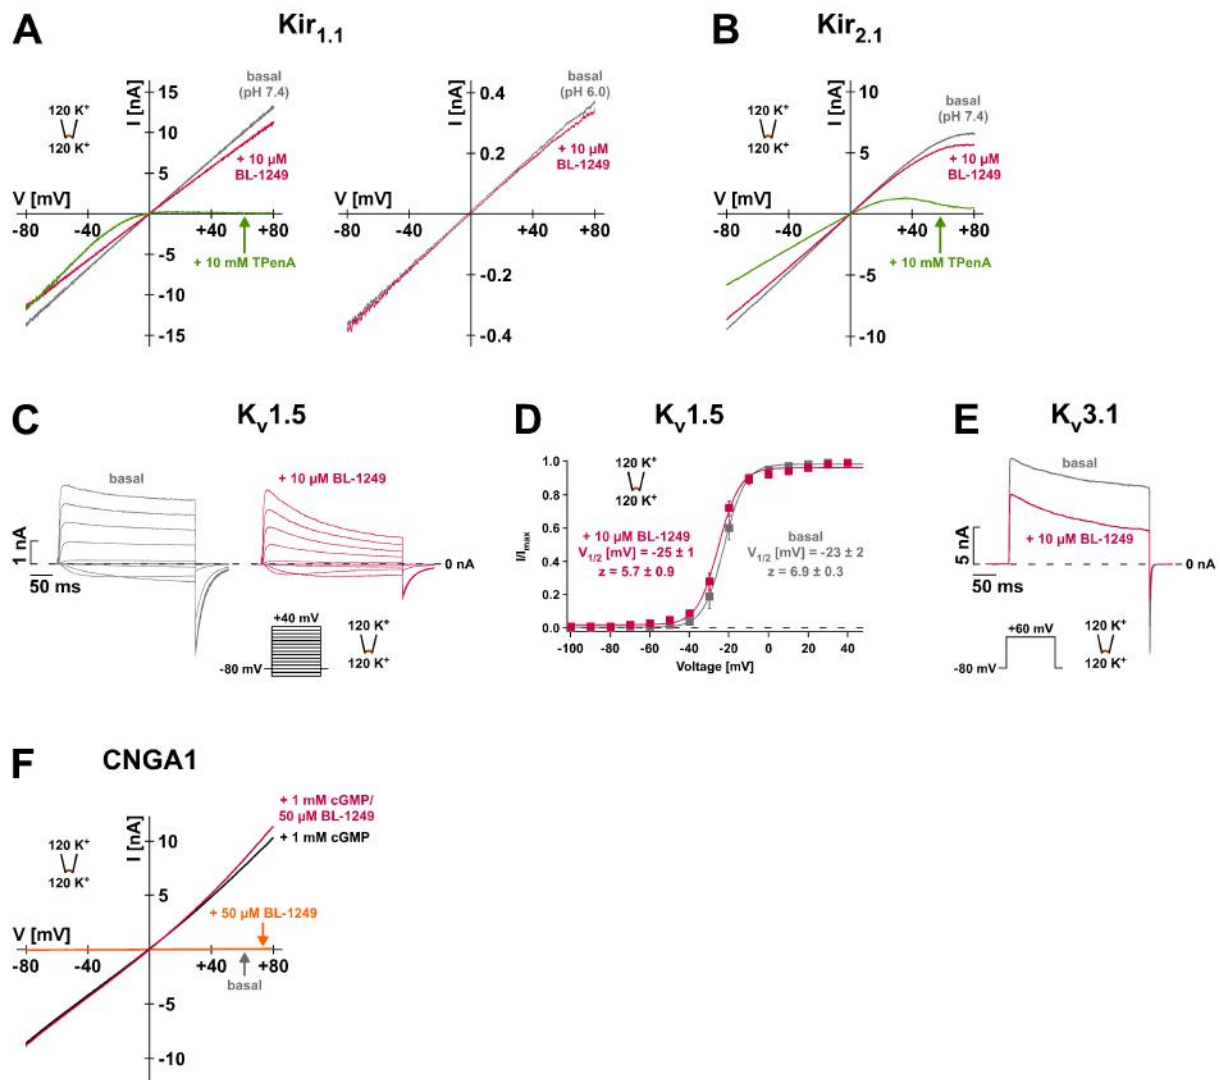 A
Kir1.1
I [nA]
15
10
5
-5
-10
-15
basal
(pH 7.4)
120 K+
120 K+
+ 10 µM
BL-1249
V [mV]
-80
-40
+40
+80
+ 10 mM TPenA
I [nA]
0.4
0.2
-0.2
-0.4
basal
(pH 6.0)
+ 10 µM
BL-1249
V [mV]
-80
-40
+40
+80
B
Kir2.1
I [nA]
10
5
-5
-10
basal
(pH 7.4)
120 K+
120 K+
+ 10 µM
BL-1249
V [mV]
-80
-40
+40
+80
+ 10 mM TPenA
C
Kv1.5
basal
+ 10 µM BL-1249
1 nA
50 ms
0 nA
+40 mV
-80 mV
120 K+
120 K+
D
Kv1.5
I/Imax
1.0
0.8
0.6
0.4
0.2
0.0
120 K+
120 K+
+ 10 µM BL-1249
V1/2 [mV] = -25 ± 1
z = 5.7 ± 0.9
basal
V1/2 [mV] = -23 ± 2
z = 6.9 ± 0.3
-100 -80 -60 -40 -20 0 20 40
Voltage [mV]
E
Kv3.1
basal
+ 10 µM BL-1249
5 nA
50 ms
0 nA
+60 mV
-80 mV
120 K+
120 K+
F
CNGA1
I [nA]
10
5
-5
-10
+ 1 mM cGMP/
50 µM BL-1249
+ 1 mM cGMP
120 K+
120 K+
+ 50 µM BL-1249
V [mV]
-80
-40
+40
+80
basal